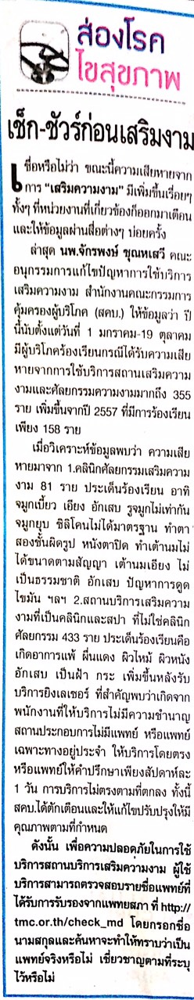 ส่องโรค
ไขสุขภาพ
เช็ก-ชัวร์ก่อนเสริมงาม
เชื่อหรือไม่ว่า ขณะนี้ความเสียหายจาก
การ “เสริมความงาม” มีเพิ่มขึ้นเรื่อยๆ
ทั้งๆ ที่หน่วยงานที่เกี่ยวข้องก็ออกมาเตือน
และให้ข้อมูลผ่านสื่อต่างๆ บ่อยครั้ง
ล่าสุด นพ.จักรพงษ์ ชุณหเสวี คณะ
อนุกรรมการแก้ไขปัญหาการใช้บริการ
เสริมความงาม สำนักงานคณะกรรมการ
คุ้มครองผู้บริโภค (สคบ.) ให้ข้อมูลว่า ปี
นี้นับตั้งแต่วันที่ 1 มกราคม-19 ตุลาคม
มีผู้บริโภคร้องเรียนกรณีได้รับความเสีย
หายจากการใช้บริการสถานเสริมความ
งามและศัลยกรรมความงามมากถึง 355
ราย เพิ่มขึ้นจากปี 2557 ที่มีการร้องเรียน
เพียง 158 ราย
เมื่อวิเคราะห์ข้อมูลพบว่า ความเสีย
หายมาจาก 1.คลินิกศัลยกรรมเสริมความ
งาม 81 ราย ประเด็นร้องเรียน อาทิ
จมูกเบี้ยว เอียง อักเสบ รูจมูกไม่เท่ากัน
จมูกยุบ ซิลิโคนไม่ได้มาตรฐาน ทำตา
สองชั้นผิดรูป หนังตาปิด ทำเต้านมไม่
ได้ขนาดตามสัญญา เต้านมเอียง ไม่
เป็นธรรมชาติ อักเสบ ปัญหาการดูด
ไขมัน ฯลฯ 2.สถานบริการเสริมความ
งามที่เป็นคลินิกและสปา ที่ไม่ใช่คลินิก
ศัลยกรรม 433 ราย ประเด็นร้องเรียนคือ
เกิดอาการแพ้ ผื่นแดง ผิวไหม้ ผิวหนัง
อักเสบ เป็นฝ้า กระ เพิ่มขึ้นหลังรับ
บริการยิงเลเซอร์ ที่สำคัญพบว่าเกิดจาก
พนักงานที่ให้บริการไม่มีความชำนาญ
สถานประกอบการไม่มีแพทย์ หรือแพทย์
เฉพาะทางอยู่ประจำ ให้บริการโดยตรง
หรือแพทย์ให้คำปรึกษาเพียงสัปดาห์ละ
1 วัน การบริการไม่ตรงตามที่ตกลง ทั้งนี้
สคบ.ได้ตักเตือนและให้แก้ไขปรับปรุงให้มี
คุณภาพตามที่กำหนด
ดังนั้น เพื่อความปลอดภัยในการใช้
บริการสถานบริการเสริมความงาม ผู้ใช้
บริการสามารถตรวจสอบรายชื่อแพทย์ที่
ได้รับการรับรองจากแพทยสภา ที่ http://
tmc.or.th/check_md โดยกรอกชื่อ
นามสกุลและค้นหาจะทำให้ทราบว่าเป็น
แพทย์จริงหรือไม่ เชี่ยวชาญตามที่ระบุ
ไว้หรือไม่